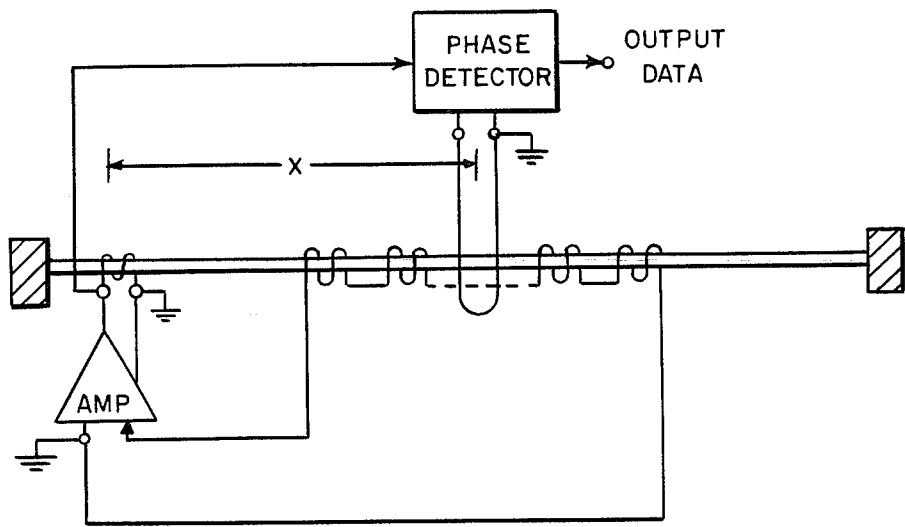 PHASE
DETECTOR
OUTPUT
DATA
X
AMP